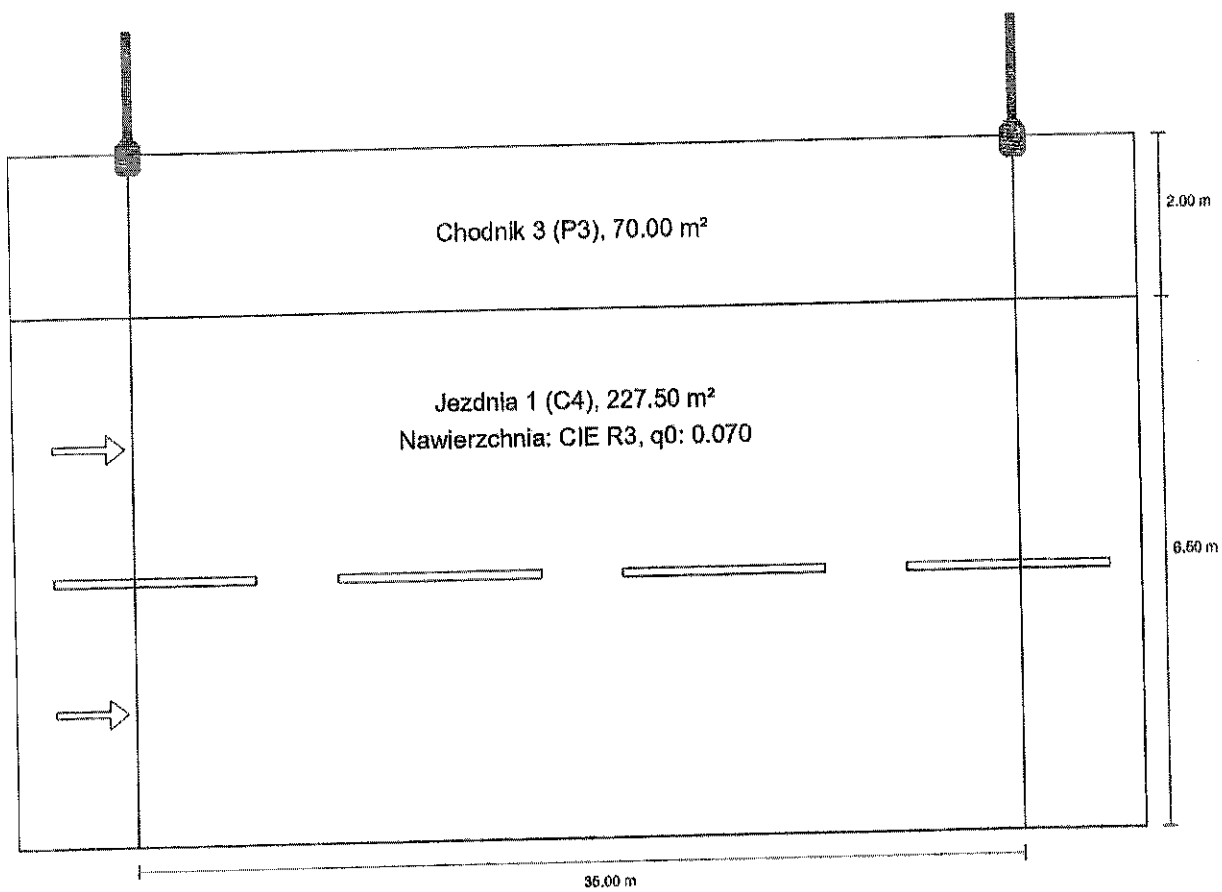 2.00 m
Chodnik 3 (P3), 70.00 m²
Jezdnia 1 (C4), 227.50 m²
Nawierzchnia: CIE R3, q0: 0.070
6.50 m
35.00 m